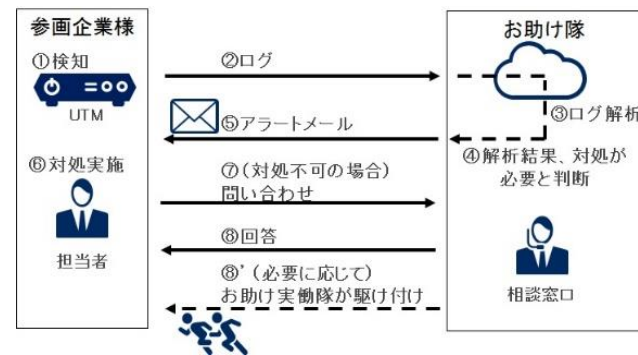 参画企業様
お助け隊
①検知
UTM
②ログ
③ログ解析
④解析結果、対処が
必要と判断
⑤アラートメール
⑥対処実施
担当者
⑦(対処不可の場合)
問い合わせ
⑧回答
⑧’(必要に応じて)
お助け実働隊が駆け付け
相談窓口